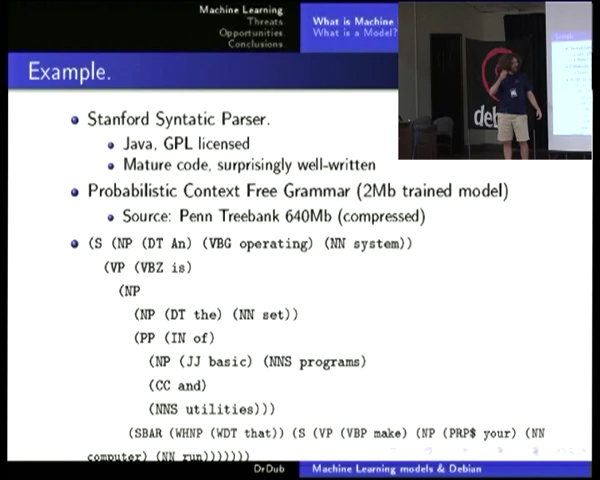 Machine Learning
Threats
Opportunities
Conclusions
What is Machine
What is a Model?
Example.
Stanford Syntatic Parser.
Java, GPL licensed
Mature code, surprisingly well-written
Probabilistic Context Free Grammar (2Mb trained model)
Source: Penn Treebank 640Mb (compressed)
(S (NP (DT An) (VBG operating) (NN system))
(VP (VBZ is)
(NP
(NP (DT the) (NN set))
(PP (IN of)
(NP (JJ basic) (NNS programs)
(CC and)
(NNS utilities)))
(SBAR (WHNP (WDT that)) (S (VP (VBP make) (NP (PRP$ your) (NN
computer) (NN run)))))))
DrDub
Machine Learning models & Debian
deb